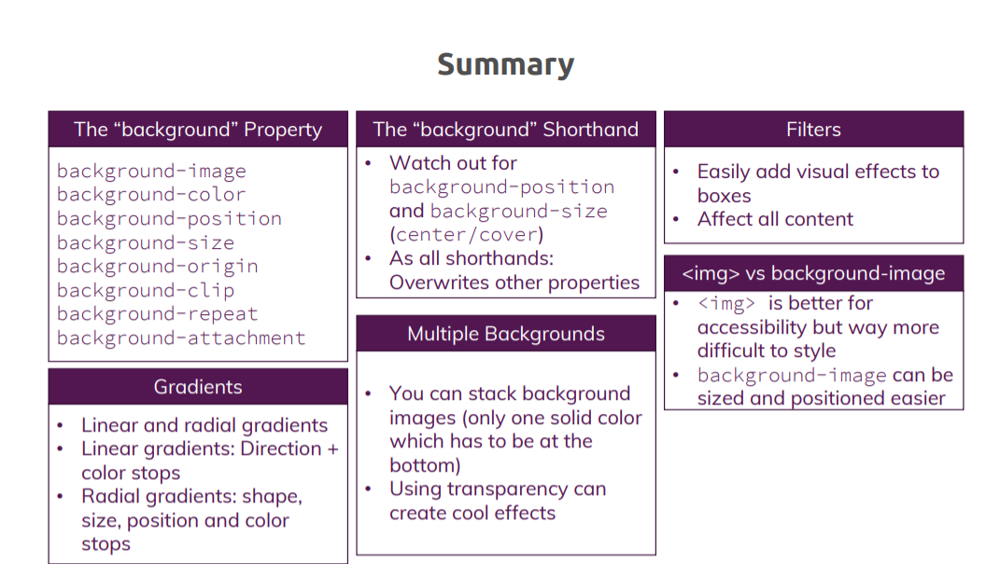 Summary
The “background” Property
background-image
background-color
background-position
background-size
background-origin
background-clip
background-repeat
background-attachment
Gradients
• Linear and radial gradients
• Linear gradients: Direction +
color stops
• Radial gradients: shape,
size, position and color
stops
The “background” Shorthand
• Watch out for
background-position
and background-size
(center/cover)
• As all shorthands:
Overwrites other properties
Multiple Backgrounds
• You can stack background
images (only one solid color
which has to be at the
bottom)
• Using transparency can
create cool effects
Filters
• Easily add visual effects to
boxes
• Affect all content
<img> vs background-image
• <img> is better for
accessibility but way more
difficult to style
• background-image can be
sized and positioned easier